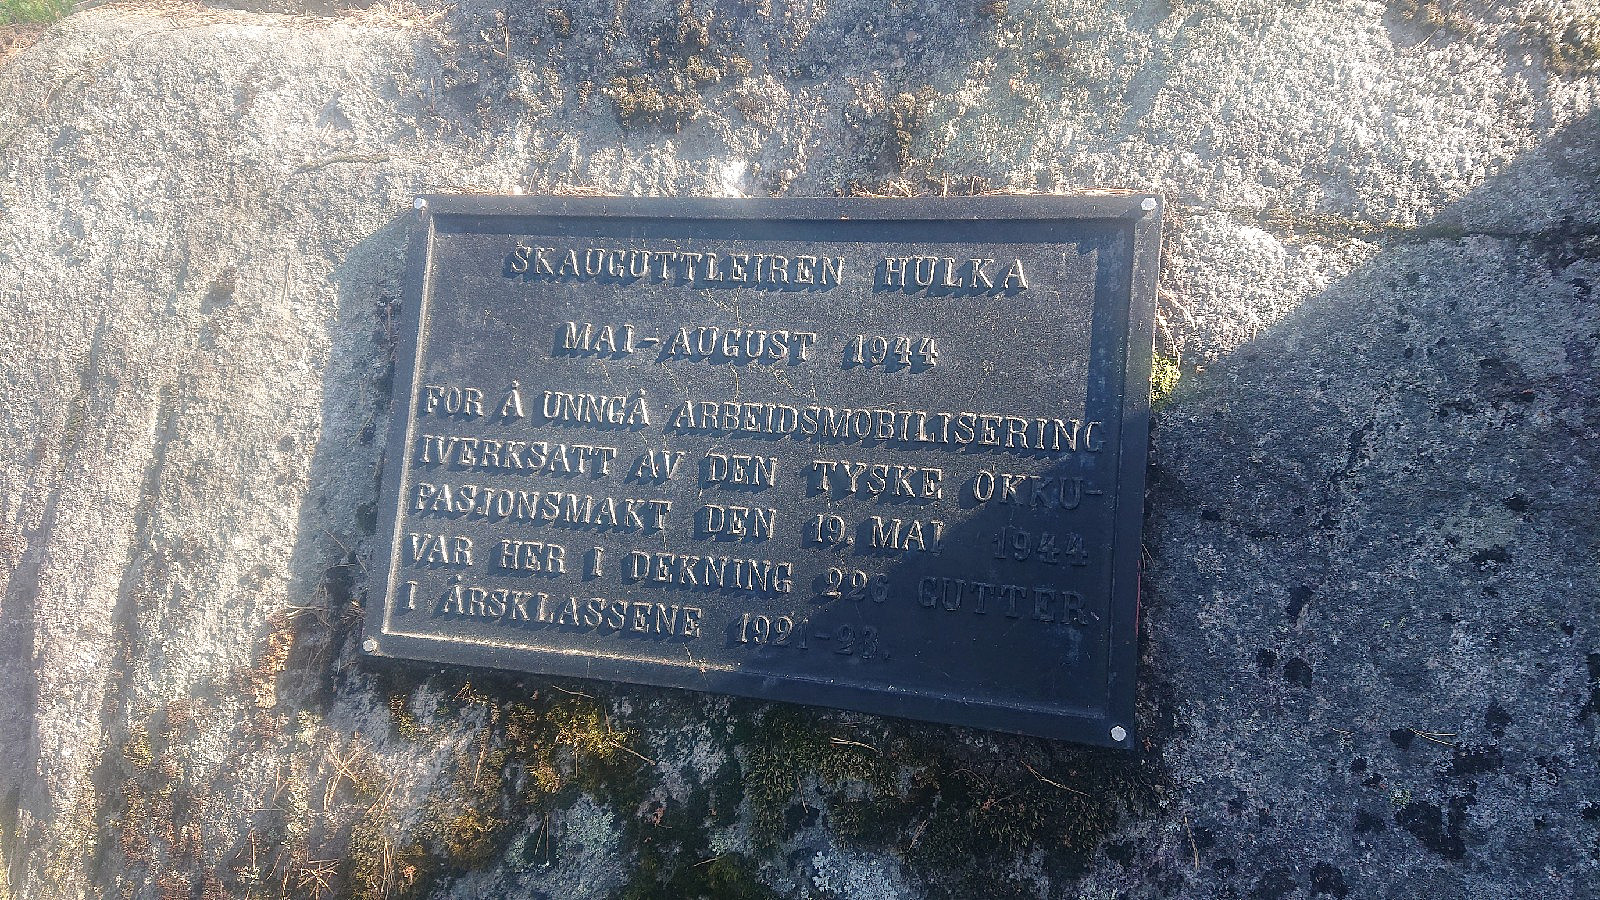 SKAUGUTTLEIREN HULKA
MAI-AUGUST 1944
FOR Å UNNGÅ ARBEIDSMOBILISERING
IVERKSATT AV DEN TYSKE OKKU-
PASJONSMAKT DEN 19. MAI 1944
VAR HER I DEKNING 226 GUTTER
I ÅRSKLASSENE 1921-23.